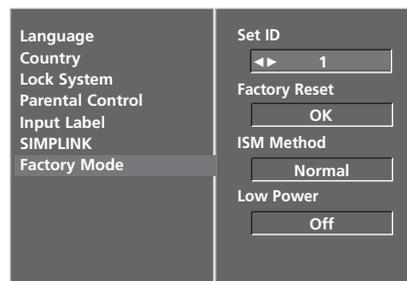 Language
Country
Lock System
Parental Control
Input Label
SIMPLINK
Factory Mode
Set ID
◄► 1
Factory Reset
OK
ISM Method
Normal
Low Power
Off